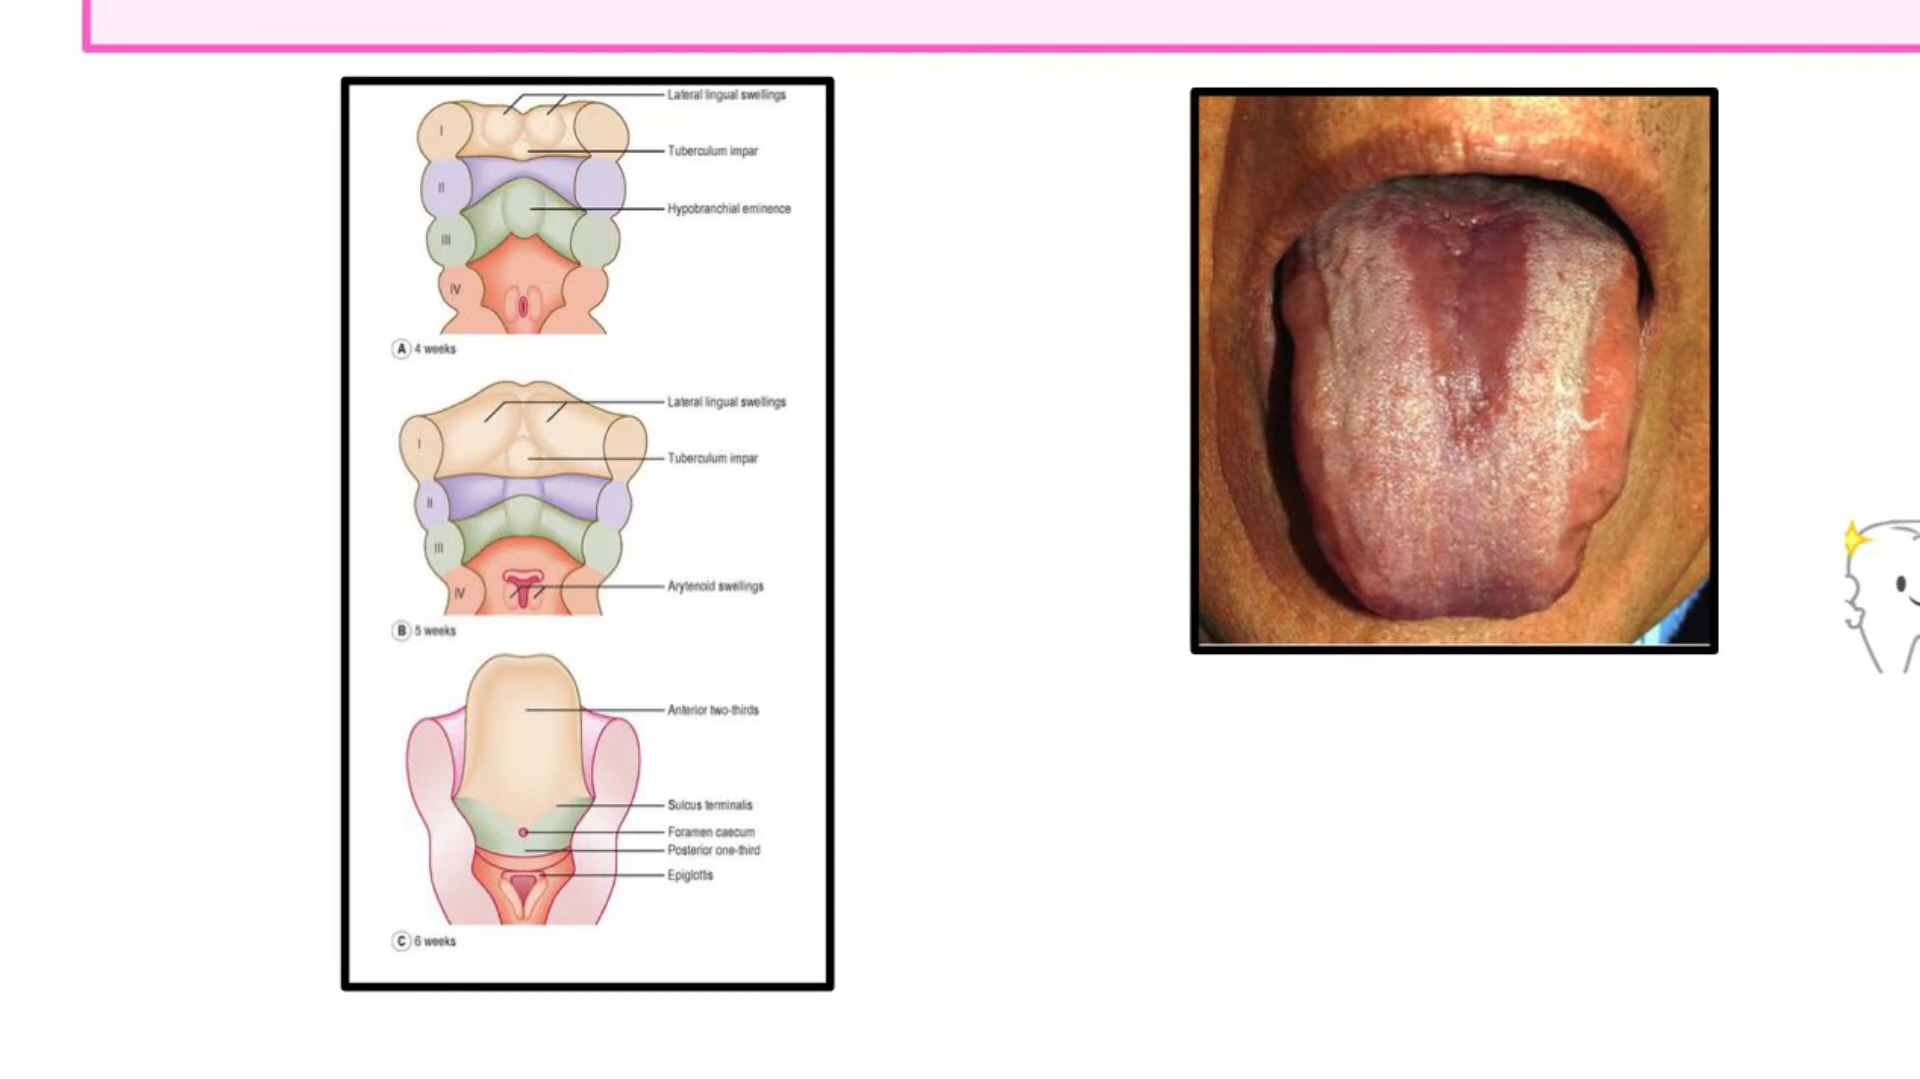 Lateral lingual swellings
I
Tuberculum impar
II
Hypobranchial eminence
III
IV
A 4 weeks
Lateral lingual swellings
I
Tuberculum impar
II
III
Arytenoid swellings
IV
B 5 weeks
Anterior two-thirds
Sulcus terminalis
Foramen caecum
Posterior one-third
Epiglottis
C 6 weeks